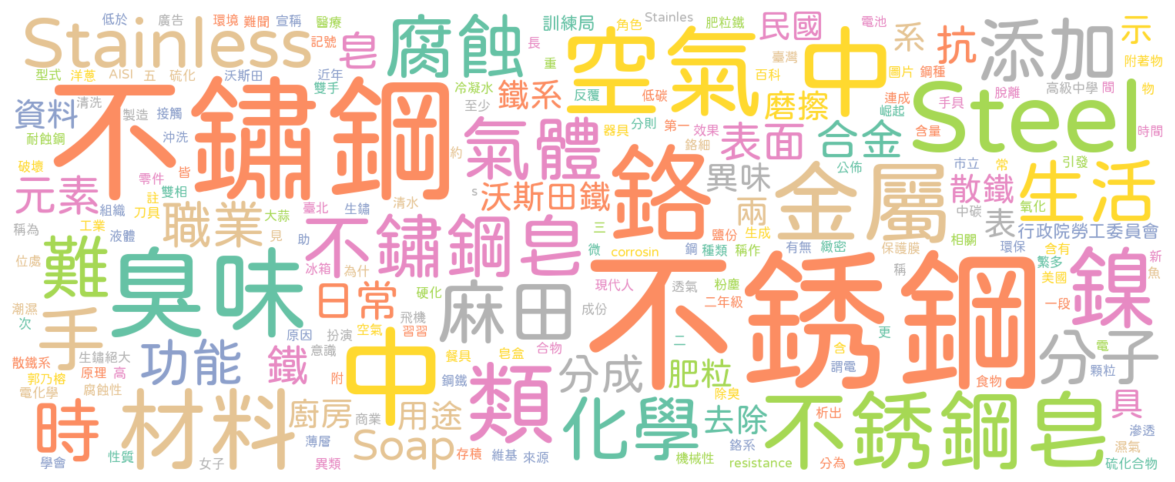 低於 廣告 環境 難聞 宣稱 醫療 訓練局 肥粒鐵 角色 Stainles 民國 電池 示
記號 長 臺灣 系 抗 添加 附著物
Stainless 皂 腐蝕 空氣中
型式 洋蔥 AISI 五 硫化 沃斯田 近年 冷凝水 重 百科 圖片 鋼種
資料 清洗 製造 接觸 雙手 至少 鐵系 反覆 低碳 磨擦 連成 崛起 高級中學 間 物
不鏽鋼 器具 分則 第一 效果 手具 脫離 Steel
耐蝕鋼 沖洗 氣體 鉻細 表面 合金 含量 時間
破壞 皆 約 公佈 市立 常 引發
元素 零件 註 雙相 s 沃斯田鐵 鉻 異味 金屬 散鐵 氧化 生活
組織 刀具 臺北 生鏽 清水 兩 中碳
稱為 工業 職業 大蒜 不鏽鋼皂 三 鹽份 生成 表 相關 行政院勞工委員會
液體 見 助 微 corrosin 鋼 種類 稱作 有無 緻密 保護膜 環保 含有
位處 難 臭味 冰箱 為什 現代人 透氣 粉塵 稱 繁多 美國 新 魚
潮濕 手 日常 硬化 麻田 成份 二年級 不銹鋼 鎳 一段
次 飛機
生鏽絕大 原因 扮演 空氣 習習 二 更
散鐵系 原理 高 功能 意識 中 合物 分子 電
郭乃榕 鐵 餐具 皂盒 類 分成 肥粒 含 謂電 食物 顆粒
電化學 腐蝕性 附 鋼鐵 除臭
時 材料 廚房 商業 用途 化學 去除 析出 不銹鋼皂 具
薄層 Soap 鉻系 滲透
學會 性質 女子 異類 存積 維基 來源 機械性 resistance 分為 濕氣 硫化合物